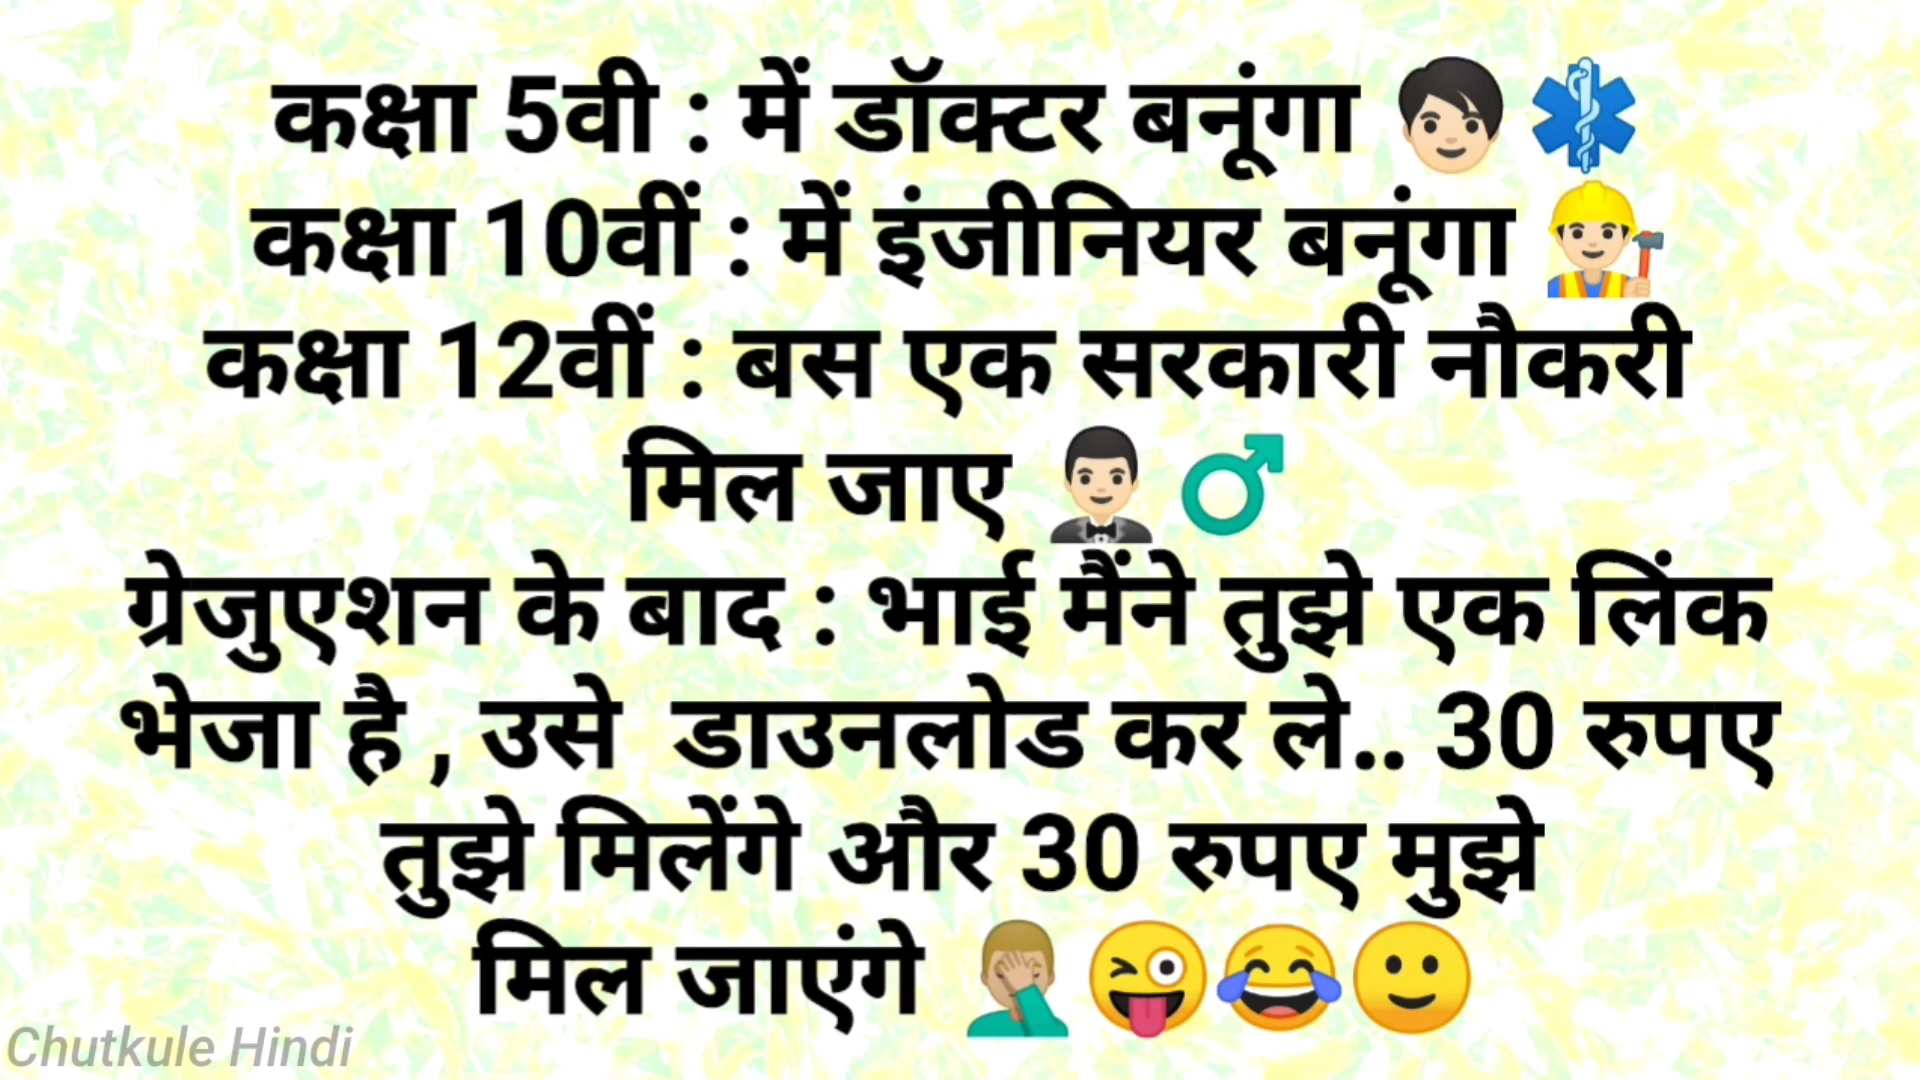 कक्षा 5वी : में डॉक्टर बनूंगा
कक्षा 10वीं : में इंजीनियर बनूंगा
कक्षा 12वीं : बस एक सरकारी नौकरी
मिल जाए
ग्रेजुएशन के बाद : भाई मैंने तुझे एक लिंक
भेजा है , उसे डाउनलोड कर ले.. 30 रुपए
तुझे मिलेंगे और 30 रुपए मुझे
मिल जाएंगे
Chutkule Hindi